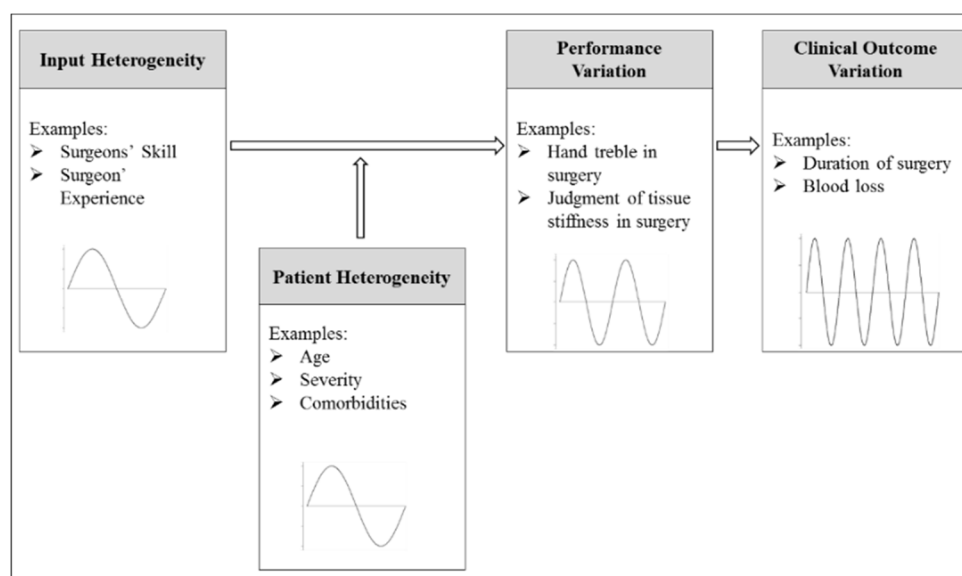 Input Heterogeneity
Examples:
➢ Surgeons’ Skill
➢ Surgeon’
Experience
Patient Heterogeneity
Examples:
➢ Age
➢ Severity
➢ Comorbidities
Performance
Variation
Examples:
➢ Hand treble in
surgery
➢ Judgment of tissue
stiffness in surgery
Clinical Outcome
Variation
Examples:
➢ Duration of surgery
➢ Blood loss